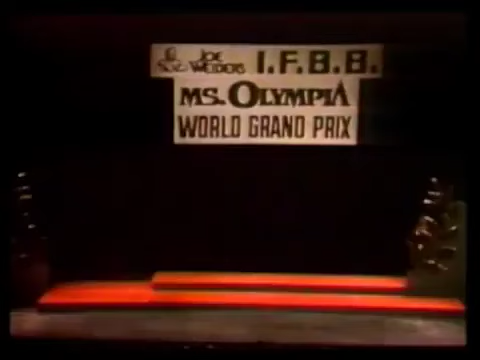 JOE WEIDER'S I.F.B.B.
MS. OLYMPIA
WORLD GRAND PRIX